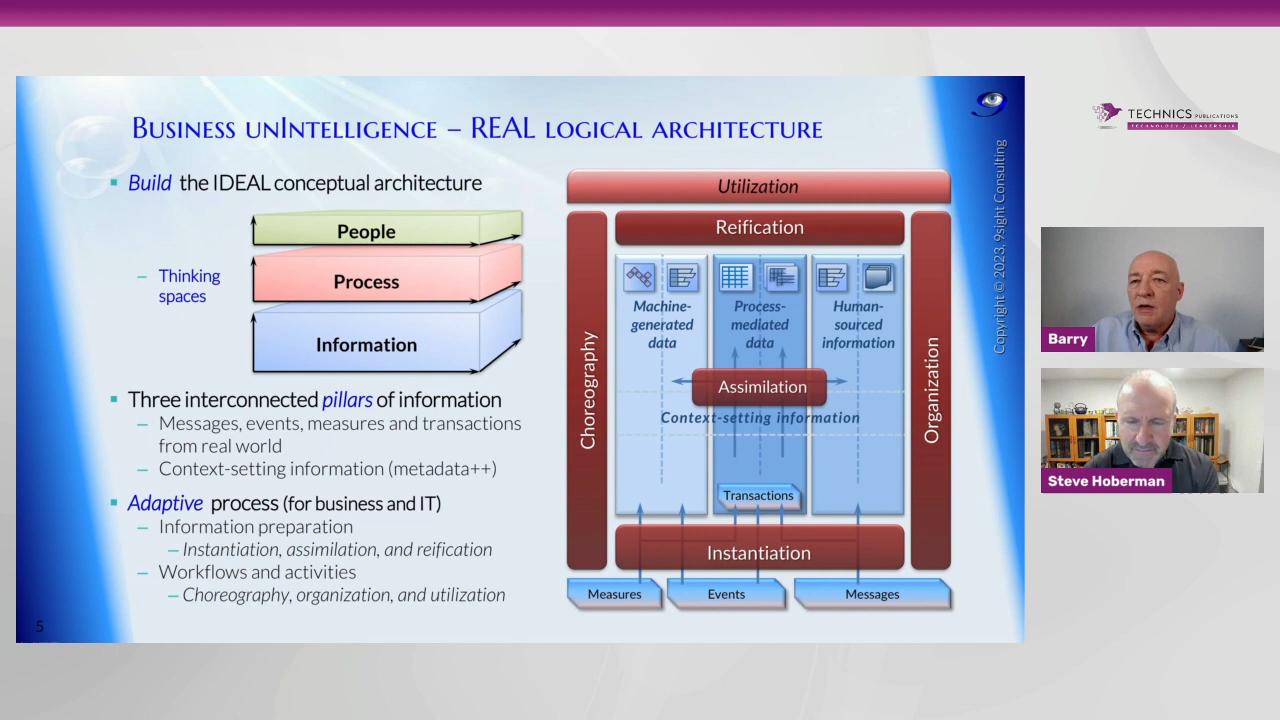 Business unIntelligence – REAL logical architecture
Build the IDEAL conceptual architecture
People
Process
Information
– Thinking
spaces
Three interconnected pillars of information
– Messages, events, measures and transactions
from real world
– Context-setting information (metadata++)
Adaptive process (for business and IT)
– Information preparation
– Instantiation, assimilation, and reification
– Workflows and activities
– Choreography, organization, and utilization
5
Utilization
Reification
Choreography
Organization
Machine-
generated
data
Process-
mediated
data
Human-
sourced
information
Assimilation
Context-setting information
Transactions
Instantiation
Measures
Events
Messages
Copyright © 2023, 9sight Consulting
TECHNICS PUBLICATIONS
TECHNOLOGY / LEADERSHIP
Barry
Steve Hoberman